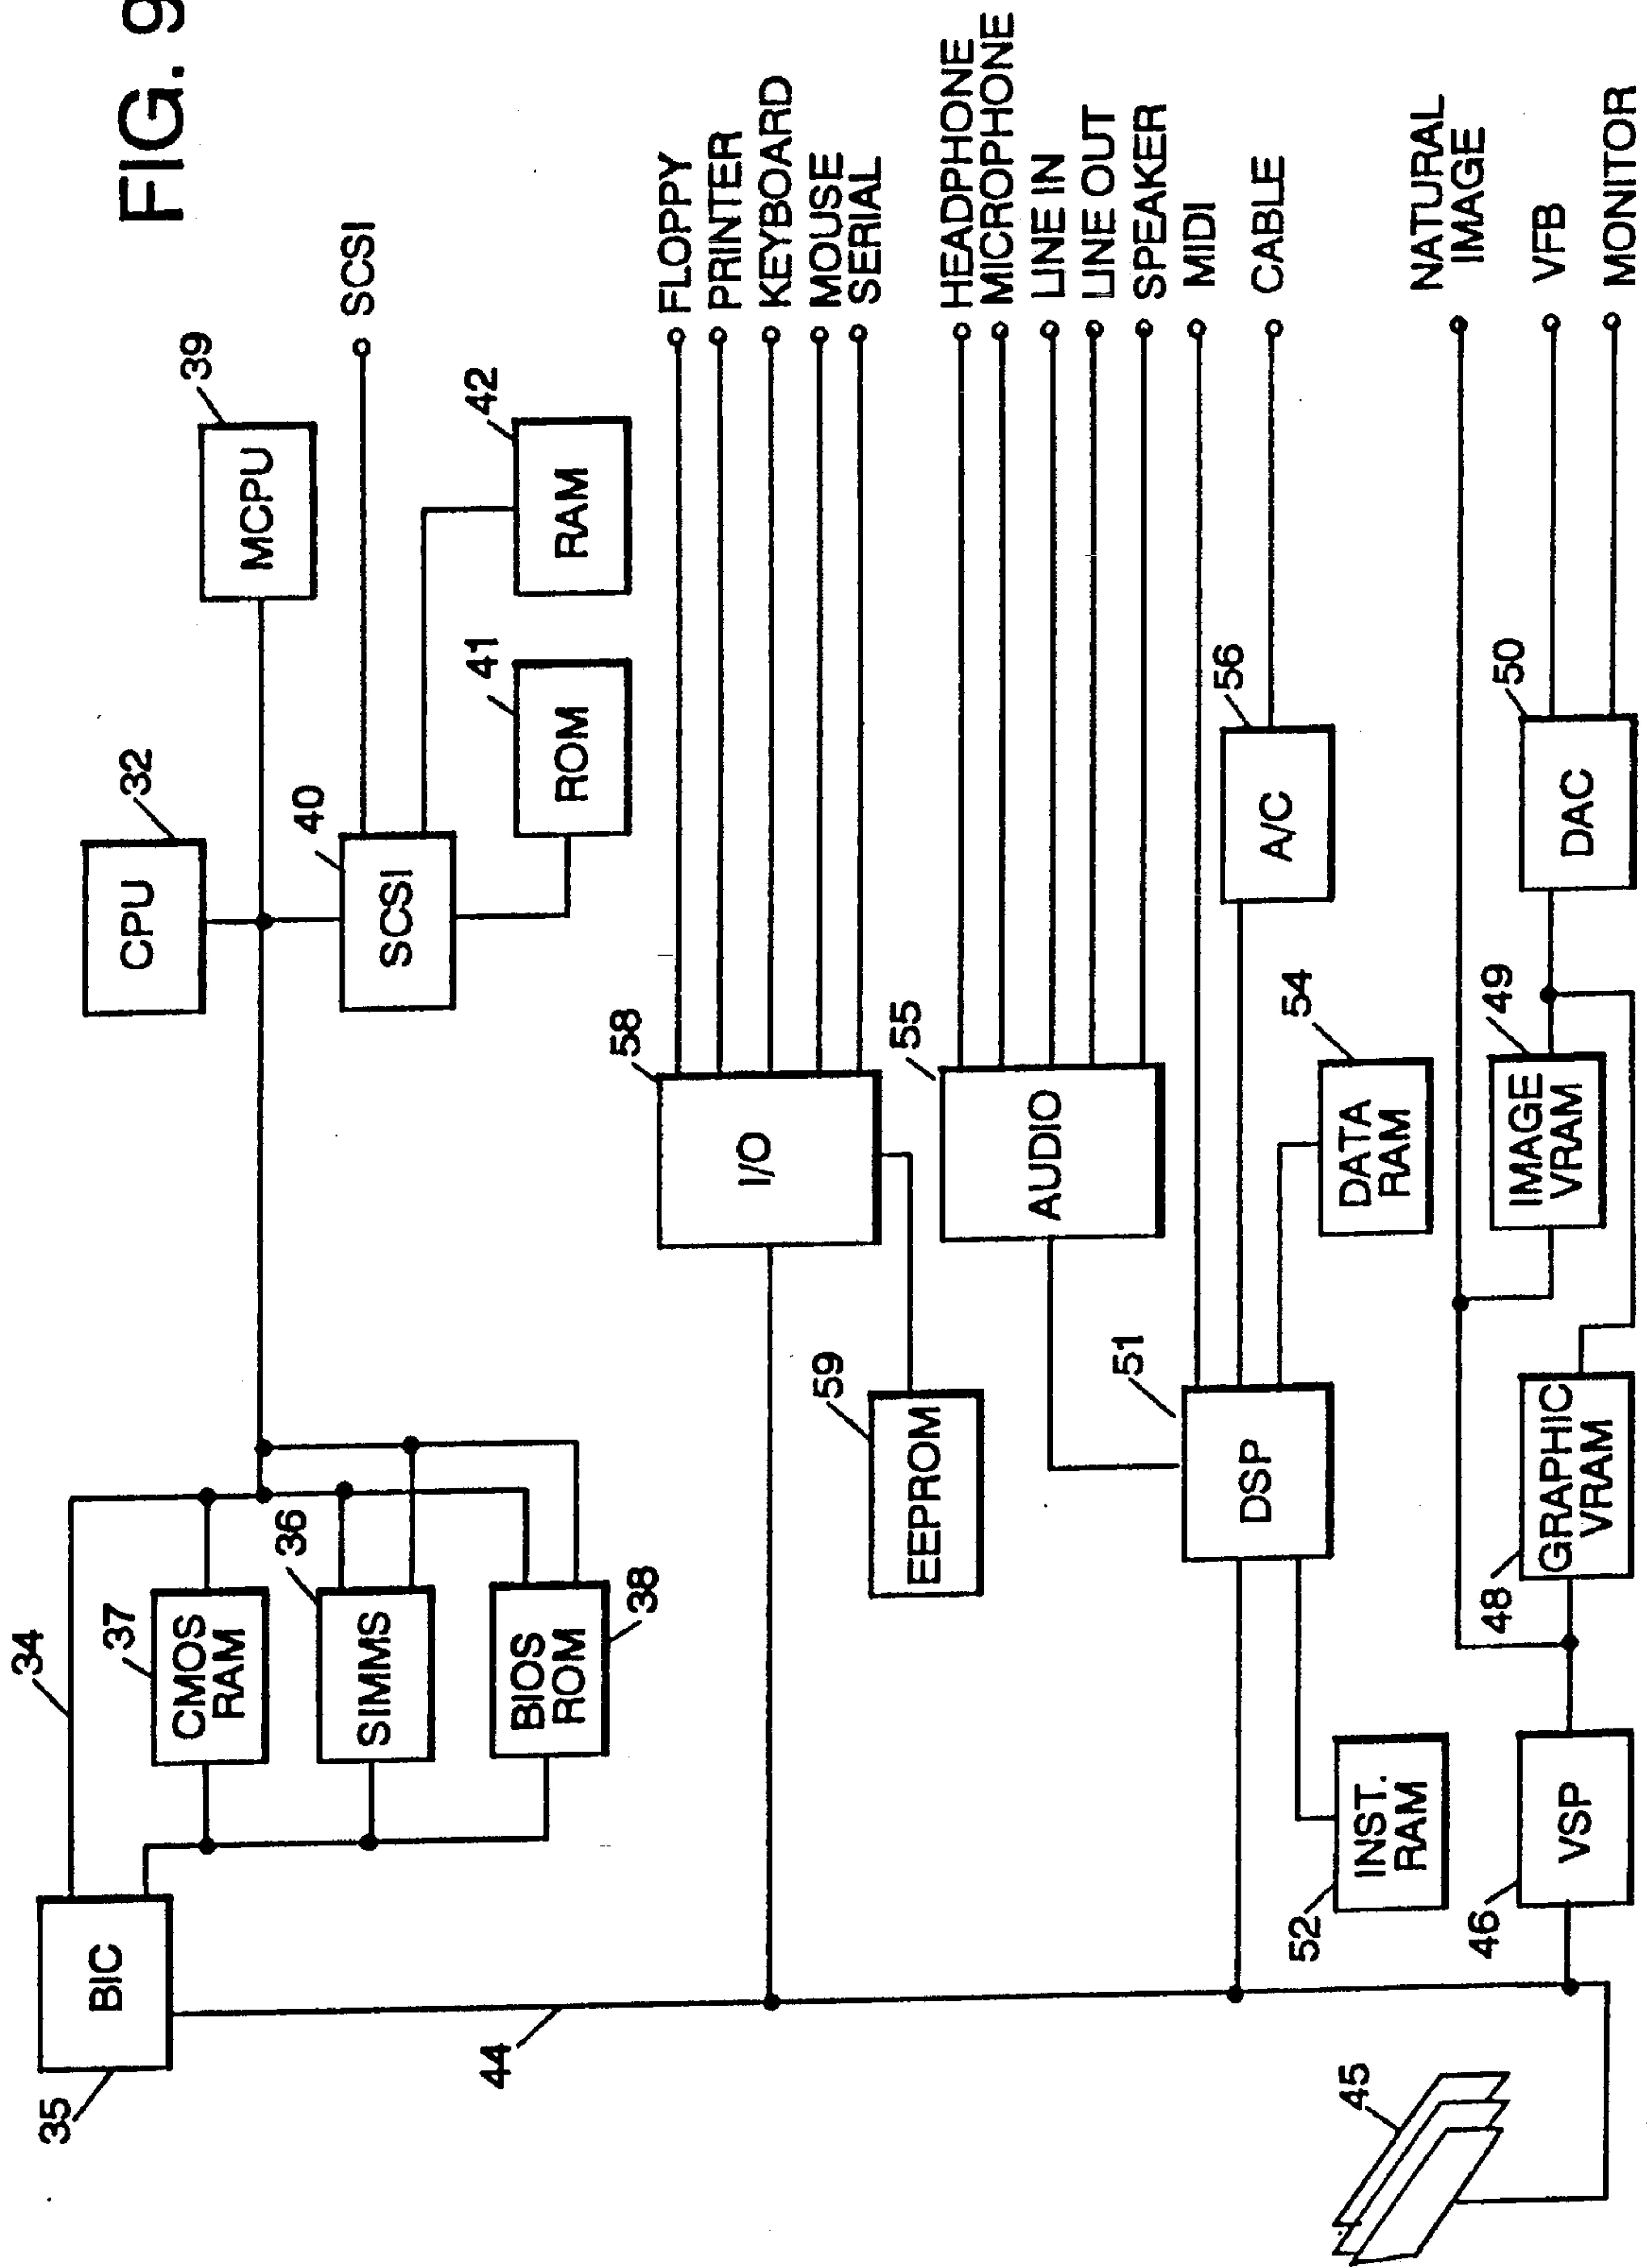 FIG. 9
CPU
32
MCPU
39
SCSI
40
SCSI
ROM
41
RAM
42
34
BIC
35
CMOS
RAM
37
SIMMS
36
BIOS
ROM
38
44
I/O
58
FLOPPY
PRINTER
KEYBOARD
MOUSE
SERIAL
EEPROM
59
AUDIO
55
HEADPHONE
MICROPHONE
LINE IN
LINE OUT
SPEAKER
MIDI
DSP
51
A/C
56
CABLE
DATA
RAM
54
INST.
RAM
52
NATURAL
IMAGE
VSP
46
GRAPHIC
VRAM
48
IMAGE
VRAM
49
DAC
50
VFB
MONITOR
45